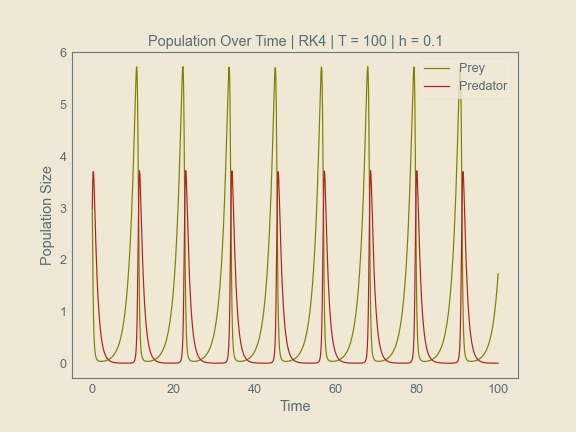 Population Over Time | RK4 | T = 100 | h = 0.1
Population Size
6
5
4
3
2
1
0
Prey
Predator
0 20 40 60 80 100
Time